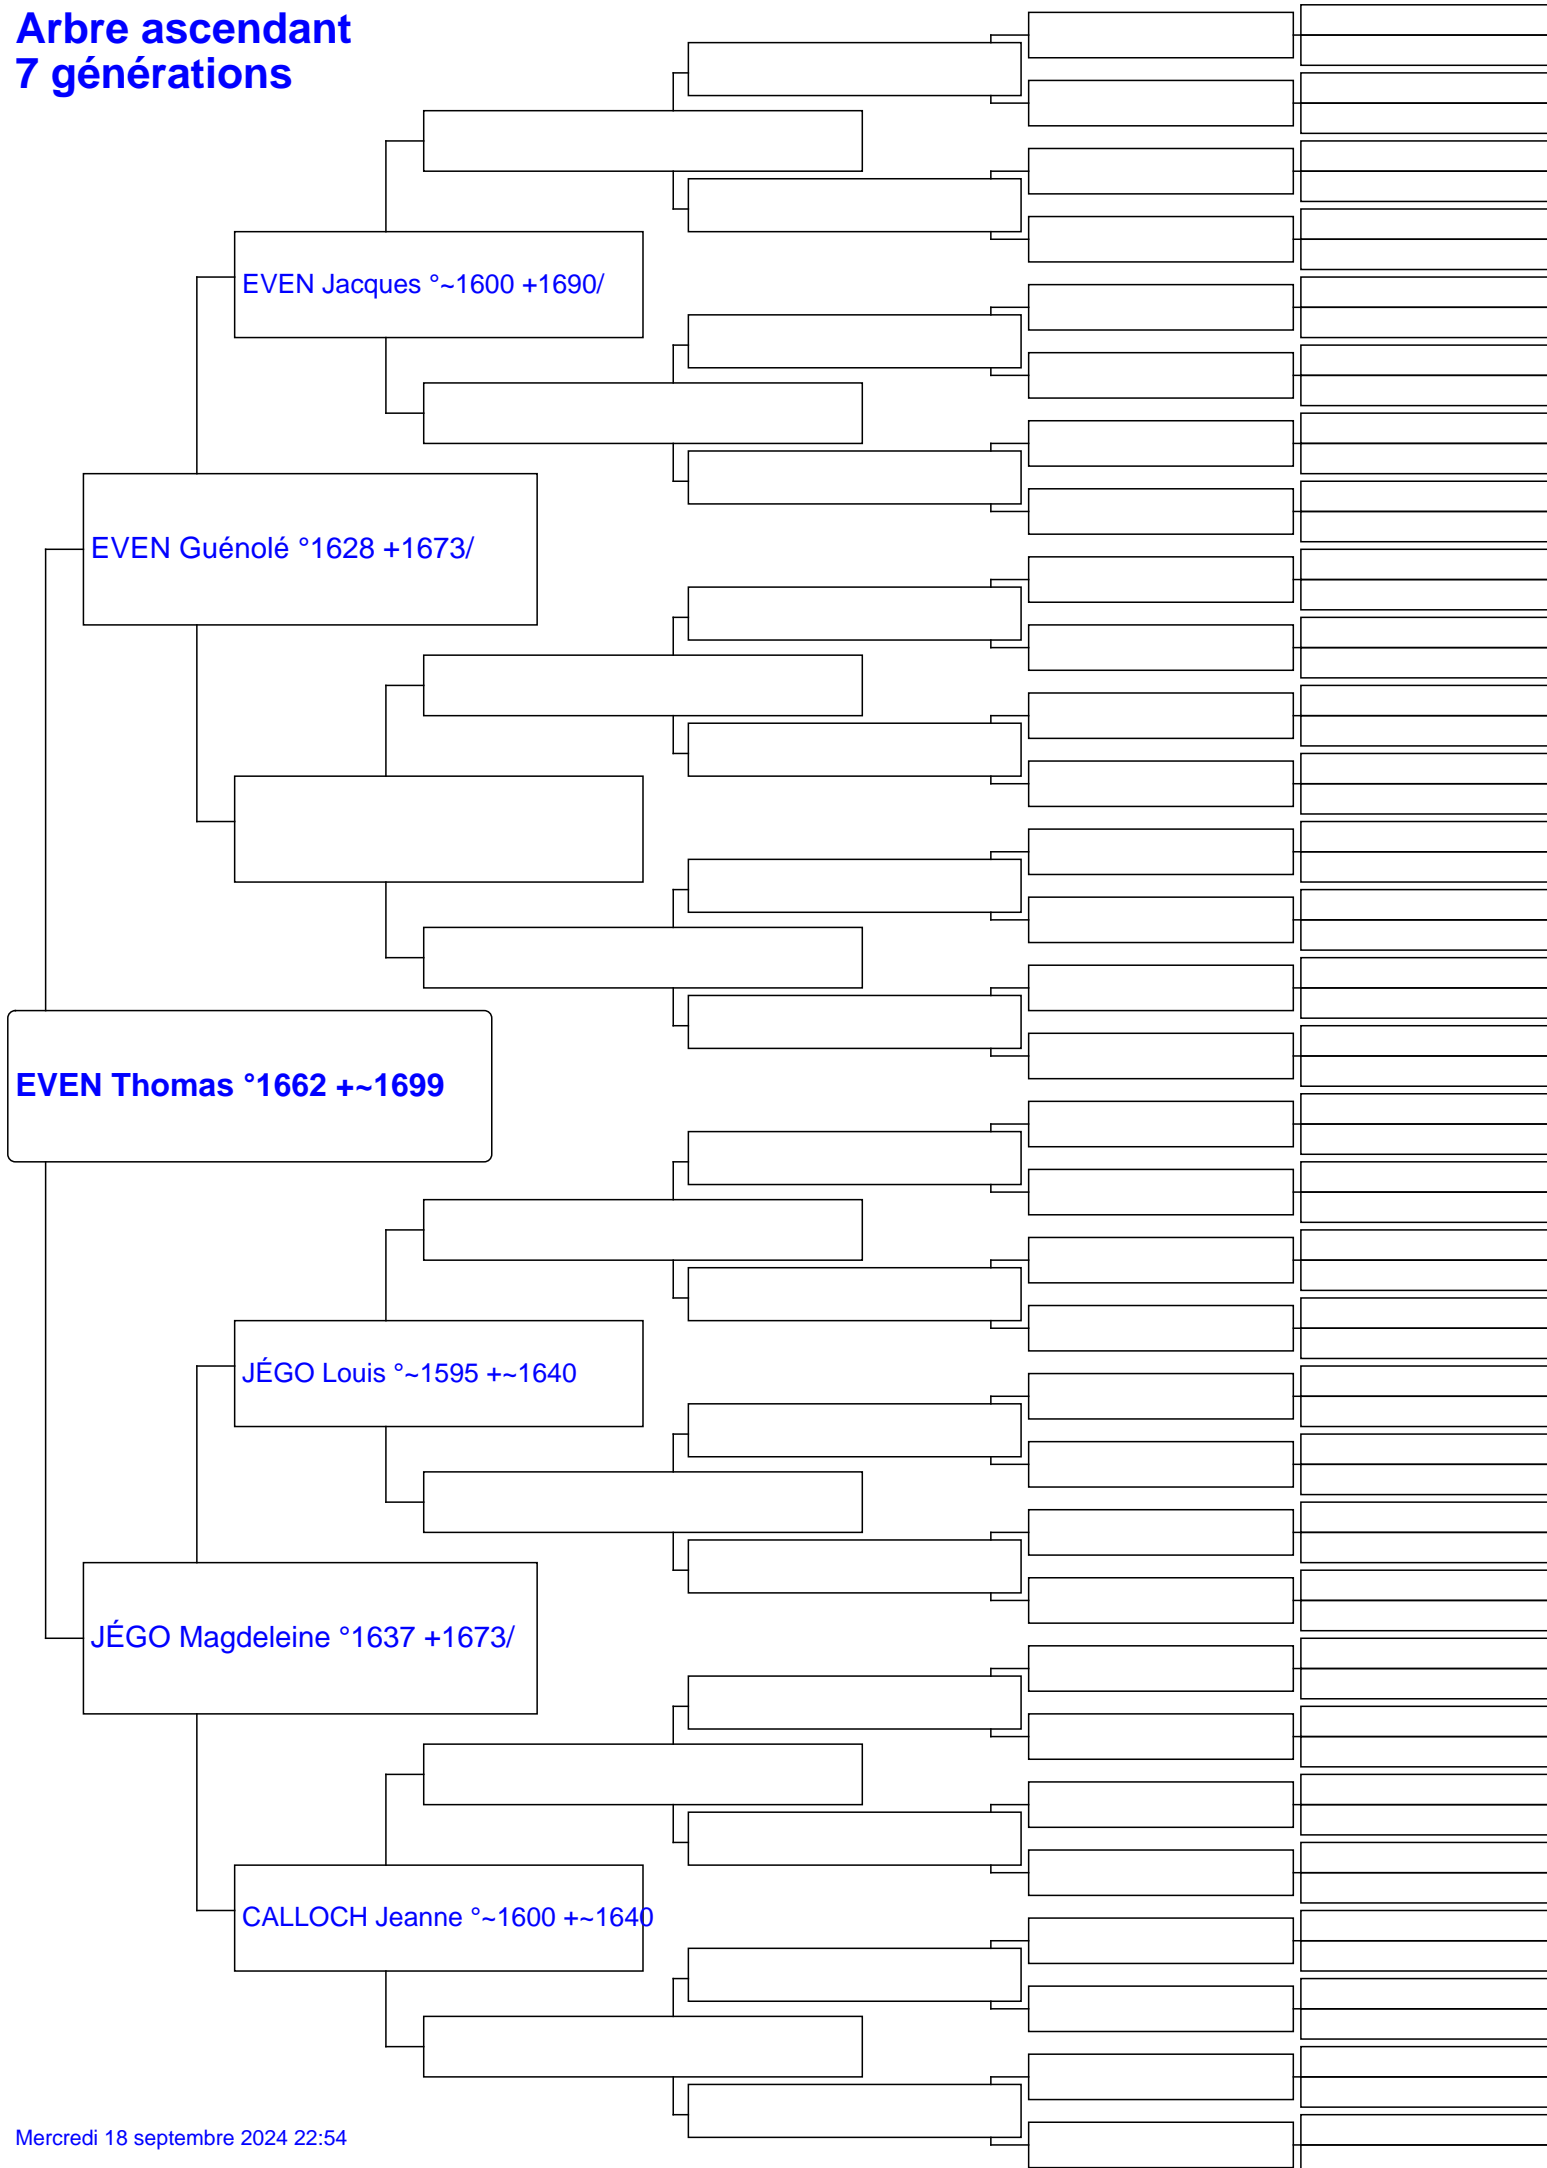 Arbre ascendant
7 générations
EVEN Jacques °~1600 +1690/
EVEN Guénolé °1628 +1673/
EVEN Thomas °1662 +~1699
JÉGO Louis °~1595 +~1640
JÉGO Magdeleine °1637 +1673/
CALLOCH Jeanne °~1600 +~1640
Mercredi 18 septembre 2024 22:54